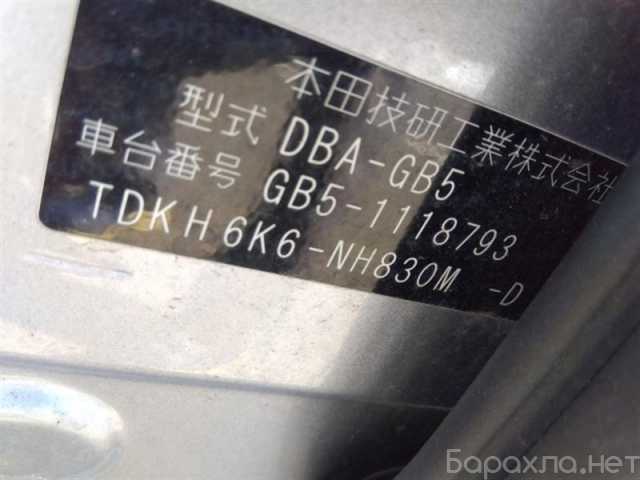 本田技研工業株式会社
型式 DBA-GB5
車台番号 GB5-1118793
TDKH6K6-NH830M -D
Барахла.нет